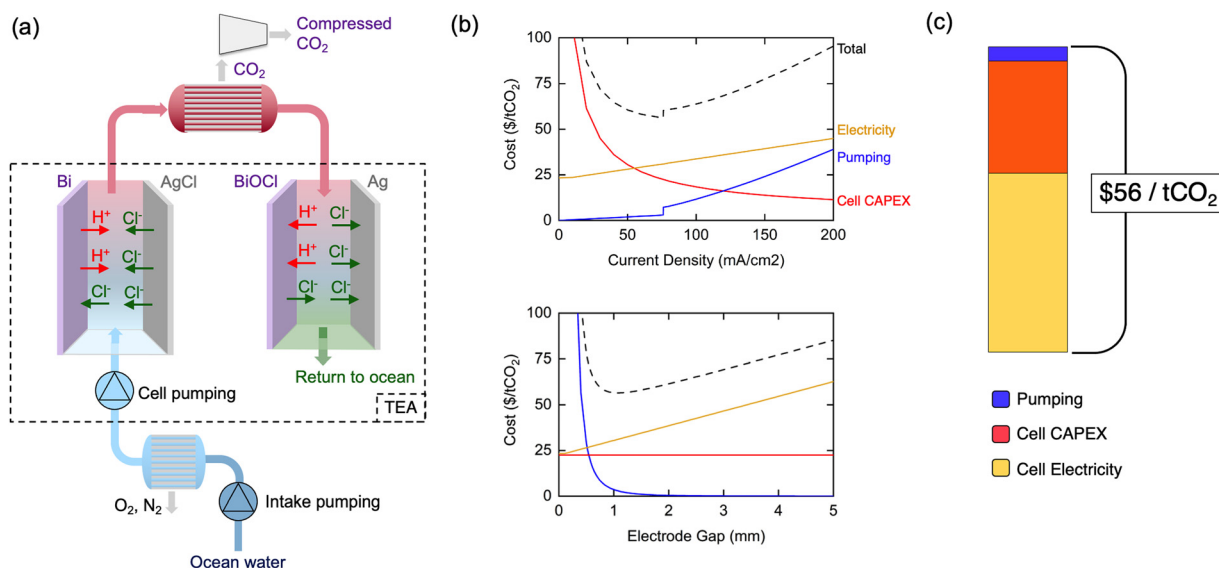 (a)
Compressed
CO2
CO2
Bi
AgCl
BiOCl
Ag
H+
Cl-
H+
Cl-
H+
Cl-
H+
Cl-
Cl-
Cl-
Cl-
Cl-
Return to ocean
Cell pumping
TEA
O2, N2
Intake pumping
Ocean water
(b)
100
75
50
25
0
Cost ($/tCO2)
Total
Electricity
Pumping
Cell CAPEX
0
50
100
150
200
Current Density (mA/cm2)
100
75
50
25
0
Cost ($/tCO2)
0
1
2
3
4
5
Electrode Gap (mm)
(c)
$56 / tCO2
Pumping
Cell CAPEX
Cell Electricity